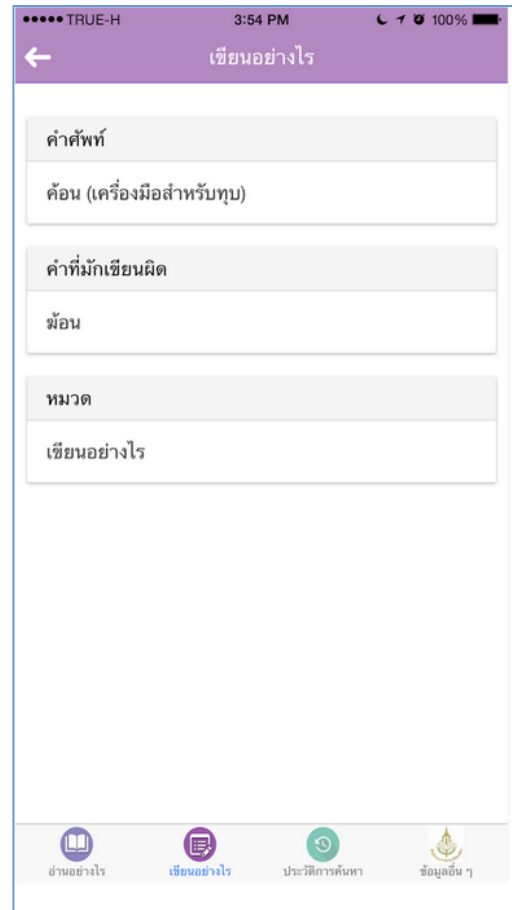 TRUE-H 3:54 PM 100%
เขียนอย่างไร
คำศัพท์
ค้อน (เครื่องมือสำหรับทุบ)
คำที่มักเขียนผิด
ฆ้อน
หมวด
เขียนอย่างไร
อ่านอย่างไร เขียนอย่างไร ประวัติการค้นหา ข้อมูลอื่น ๆ